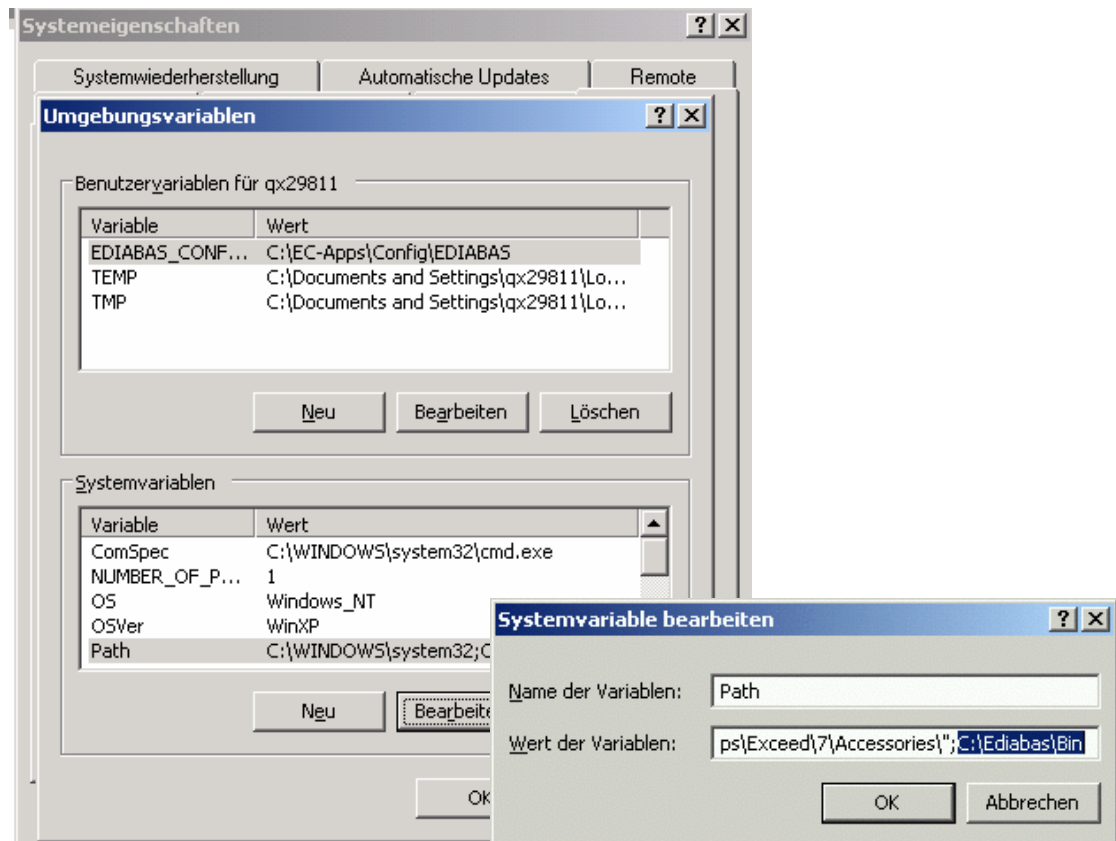 Systemeigenschaften
Systemwiederherstellung Automatische Updates Remote
Umgebungsvariablen
Benutzervariablen für qx29811
Variable Wert
EDIABAS_CONF... C:\EC-Apps\Config\EDIABAS
TEMP C:\Documents and Settings\qx29811\Lo...
TMP C:\Documents and Settings\qx29811\Lo...
Neu Bearbeiten Löschen
Systemvariablen
Variable Wert
ComSpec C:\WINDOWS\system32\cmd.exe
NUMBER_OF_P... 1
OS Windows_NT
OSVer WinXP
Path C:\WINDOWS\system32;C
Neu Bearbeite
OK
Systemvariable bearbeiten
Name der Variablen: Path
Wert der Variablen: ps\Exceed\7\Accessories\";C:\Ediabas\Bin
OK Abbrechen